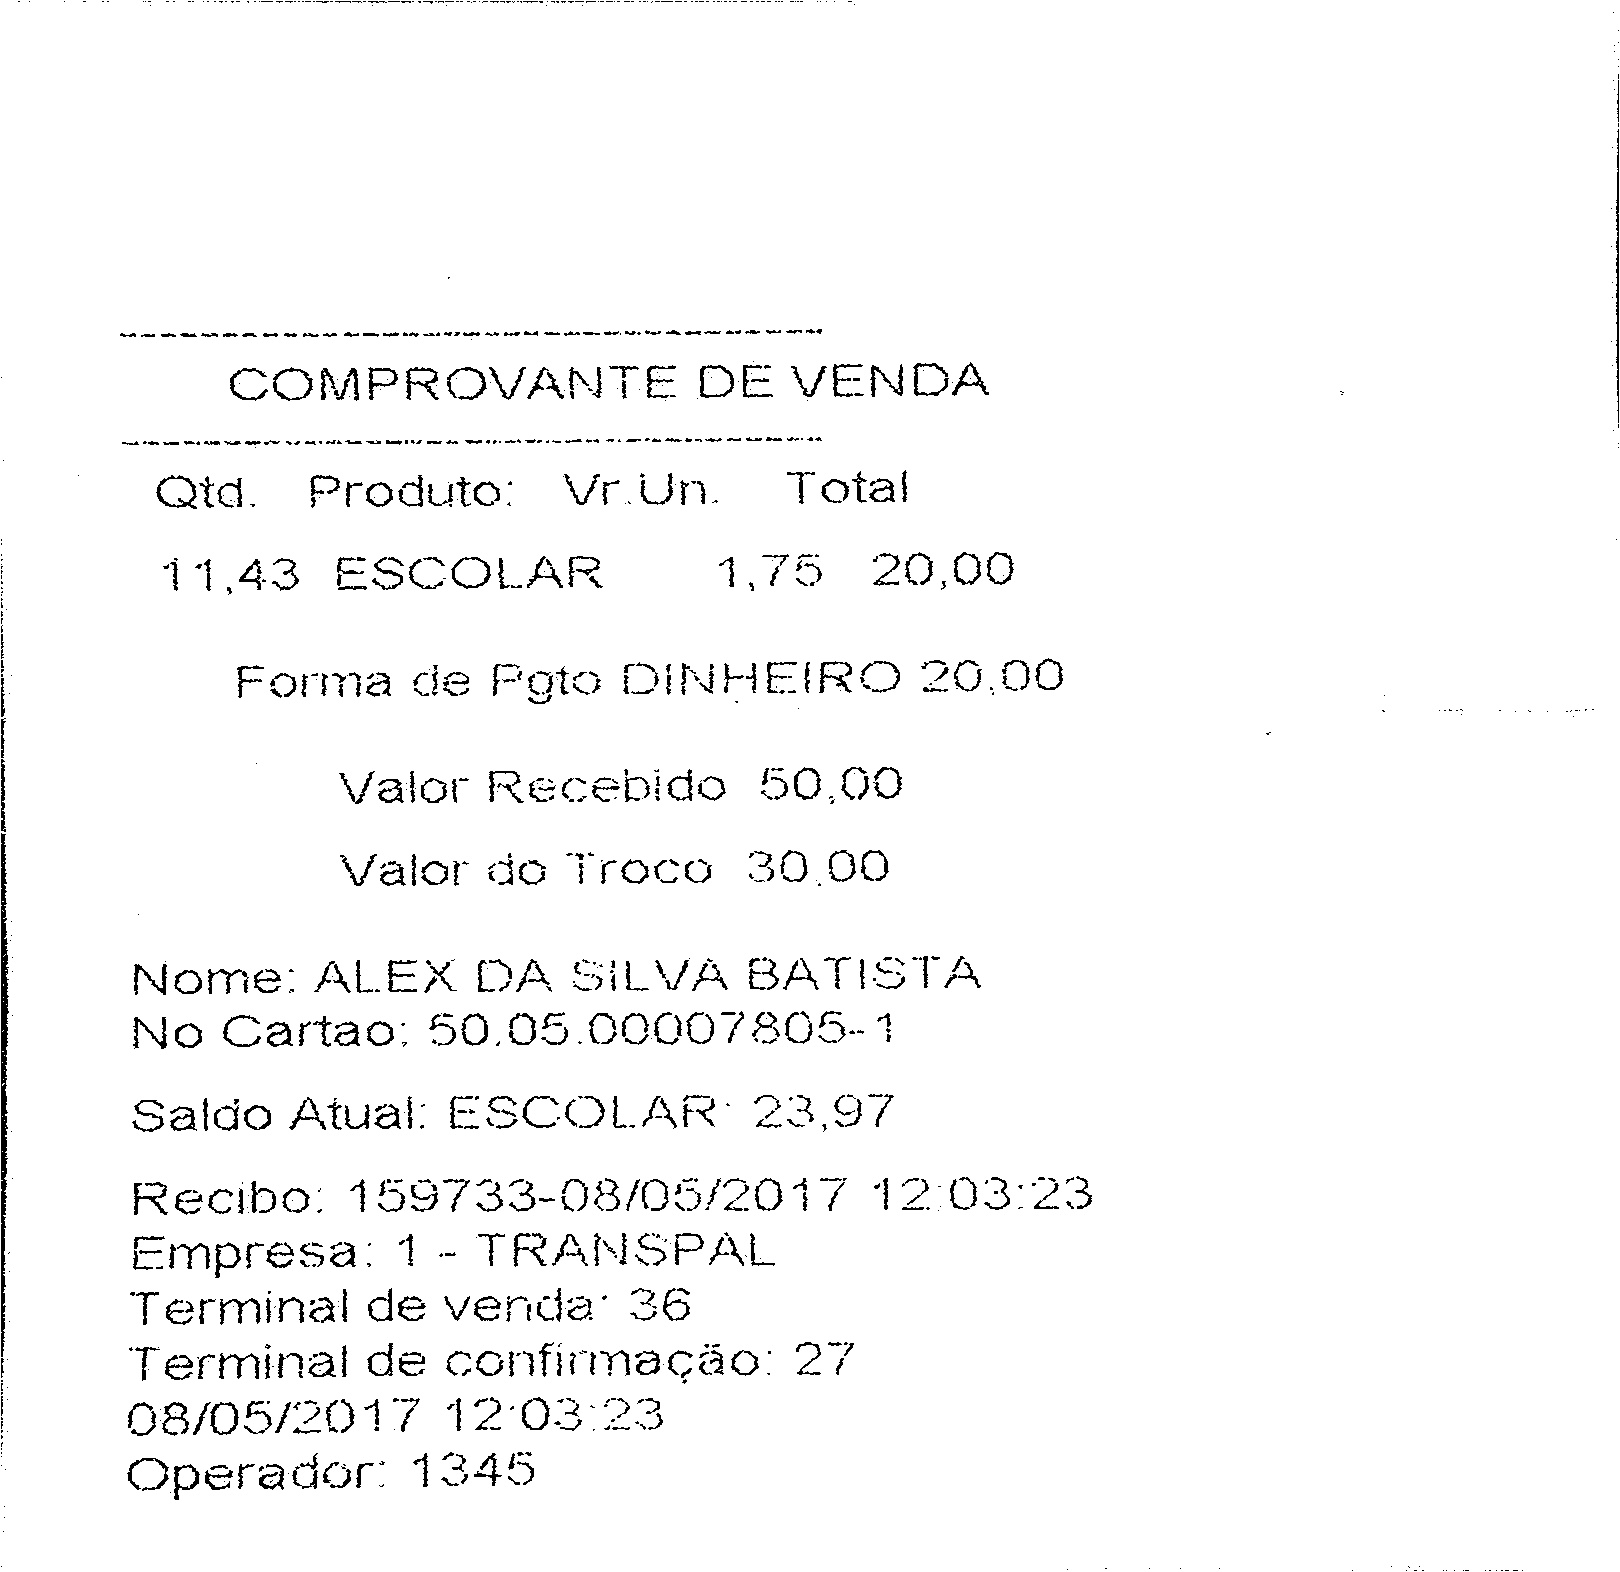 COMPROVANTE DE VENDA
Qtd. Produto: Vr.Un. Total
11,43 ESCOLAR 1,75 20,00
Forma de Pgto DINHEIRO 20,00
Valor Recebido 50,00
Valor do Troco 30,00
Nome: ALEX DA SILVA BATISTA
No Cartao: 50.05.00007805-1
Saldo Atual: ESCOLAR: 23,97
Recibo: 159733-08/05/2017 12:03:23
Empresa: 1 - TRANSPAL
Terminal de venda: 36
Terminal de confirmação: 27
08/05/2017 12:03:23
Operador: 1345